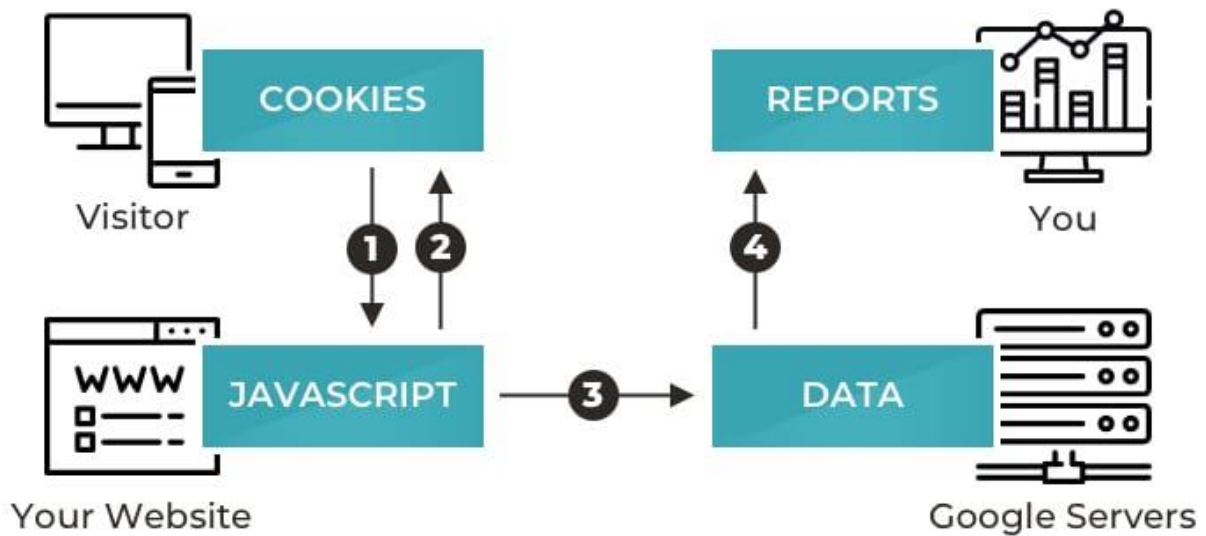 COOKIES
REPORTS
Visitor
You
1
2
4
WWW
JAVASCRIPT
3
DATA
Your Website
Google Servers